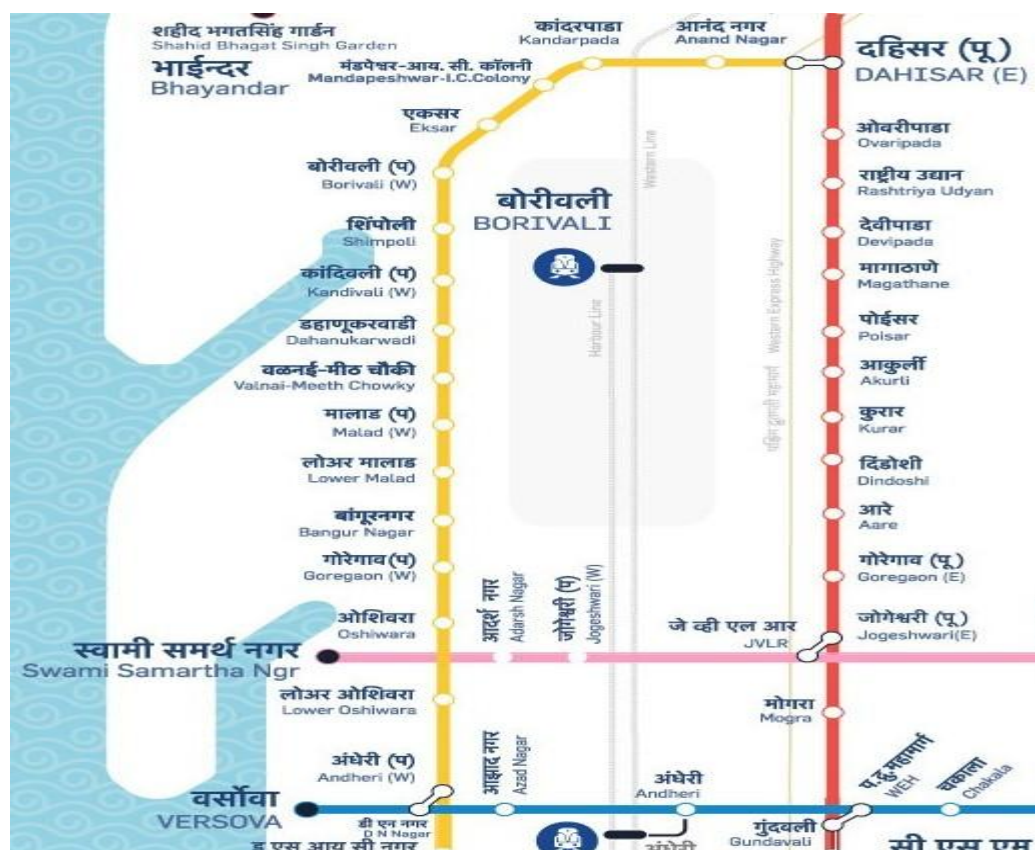 शहीद भगतसिंह गार्डन
Shahid Bhagat Singh Garden
भाईन्दर
Bhayandar
कांदरपाडा
Kandarpada
आनंद नगर
Anand Nagar
दहिसर (पू)
DAHISAR (E)
मंडपेश्वर-आय. सी. कॉलनी
Mandapeshwar-I.C.Colony
एकसर
Eksar
बोरीवली (प)
Borivali (W)
शिंपोली
Shimpoli
कांदिवली (प)
Kandivali (W)
डहाणूकरवाडी
Dahanukarwadi
वळनई-मीठ चौकी
Valnai-Meeth Chowky
मालाड (प)
Malad (W)
लोअर मालाड
Lower Malad
बांगूरनगर
Bangur Nagar
गोरेगाव(प)
Goregaon (W)
ओशिवरा
Oshiwara
स्वामी समर्थ नगर
Swami Samartha Ngr
लोअर ओशिवरा
Lower Oshiwara
अंधेरी (प)
Andheri (W)
वर्सोवा
VERSOVA
डी एन नगर
D N Nagar
बोरीवली
BORIVALI
Western Line
Harbour Line
Western Express Highway
पश्चिम द्रुतगती महामार्ग
ओवरीपाडा
Ovaripada
राष्ट्रीय उद्यान
Rashtriya Udyan
देवीपाडा
Devipada
मागाठाणे
Magathane
पोईसर
Poisar
आकुर्ली
Akurli
कुरार
Kurar
दिंडोशी
Dindoshi
आरे
Aare
गोरेगाव (पू)
Goregaon (E)
जोगेश्वरी (पू)
Jogeshwari(E)
आदर्श नगर
Adarsh Nagar
जोगेश्वरी (प)
Jogeshwari (W)
जे व्ही एल आर
JVLR
मोगरा
Mogra
आझाद नगर
Azad Nagar
अंधेरी
Andheri
प.दु.महामार्ग
WEH
चकाला
Chakala
गुंदवली
Gundavali
अंधेरी